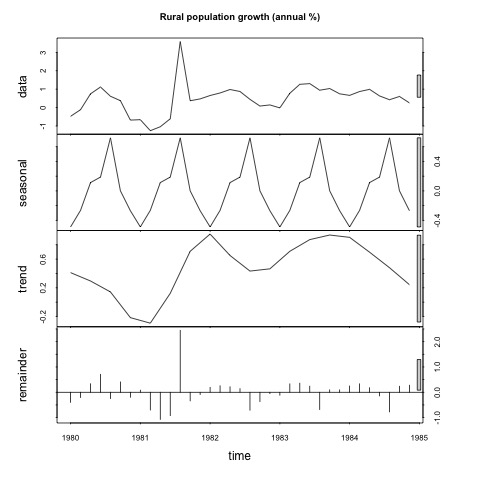 Rural population growth (annual %)
data
-1 0 1 2 3
seasonal
-0.4 0.0 0.4
trend
-0.2 0.2 0.6
remainder
-1.0 0.0 1.0 2.0
1980 1981 1982 1983 1984 1985
time